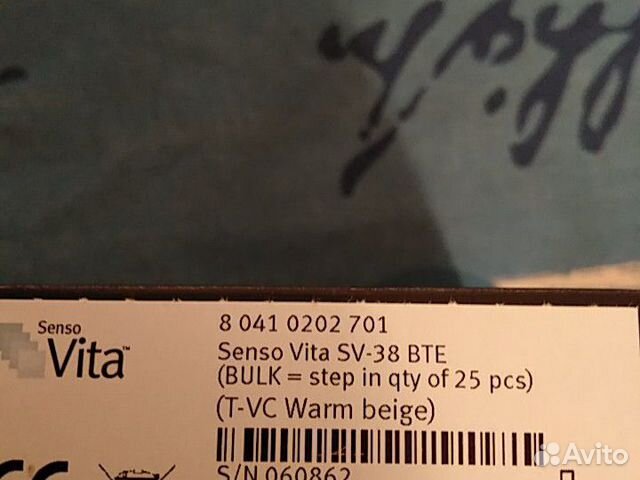 Senso
Vita™
8 041 0202 701
Senso Vita SV-38 BTE
(BULK = step in qty of 25 pcs)
(T-VC Warm beige)
S/N 060862
Avito